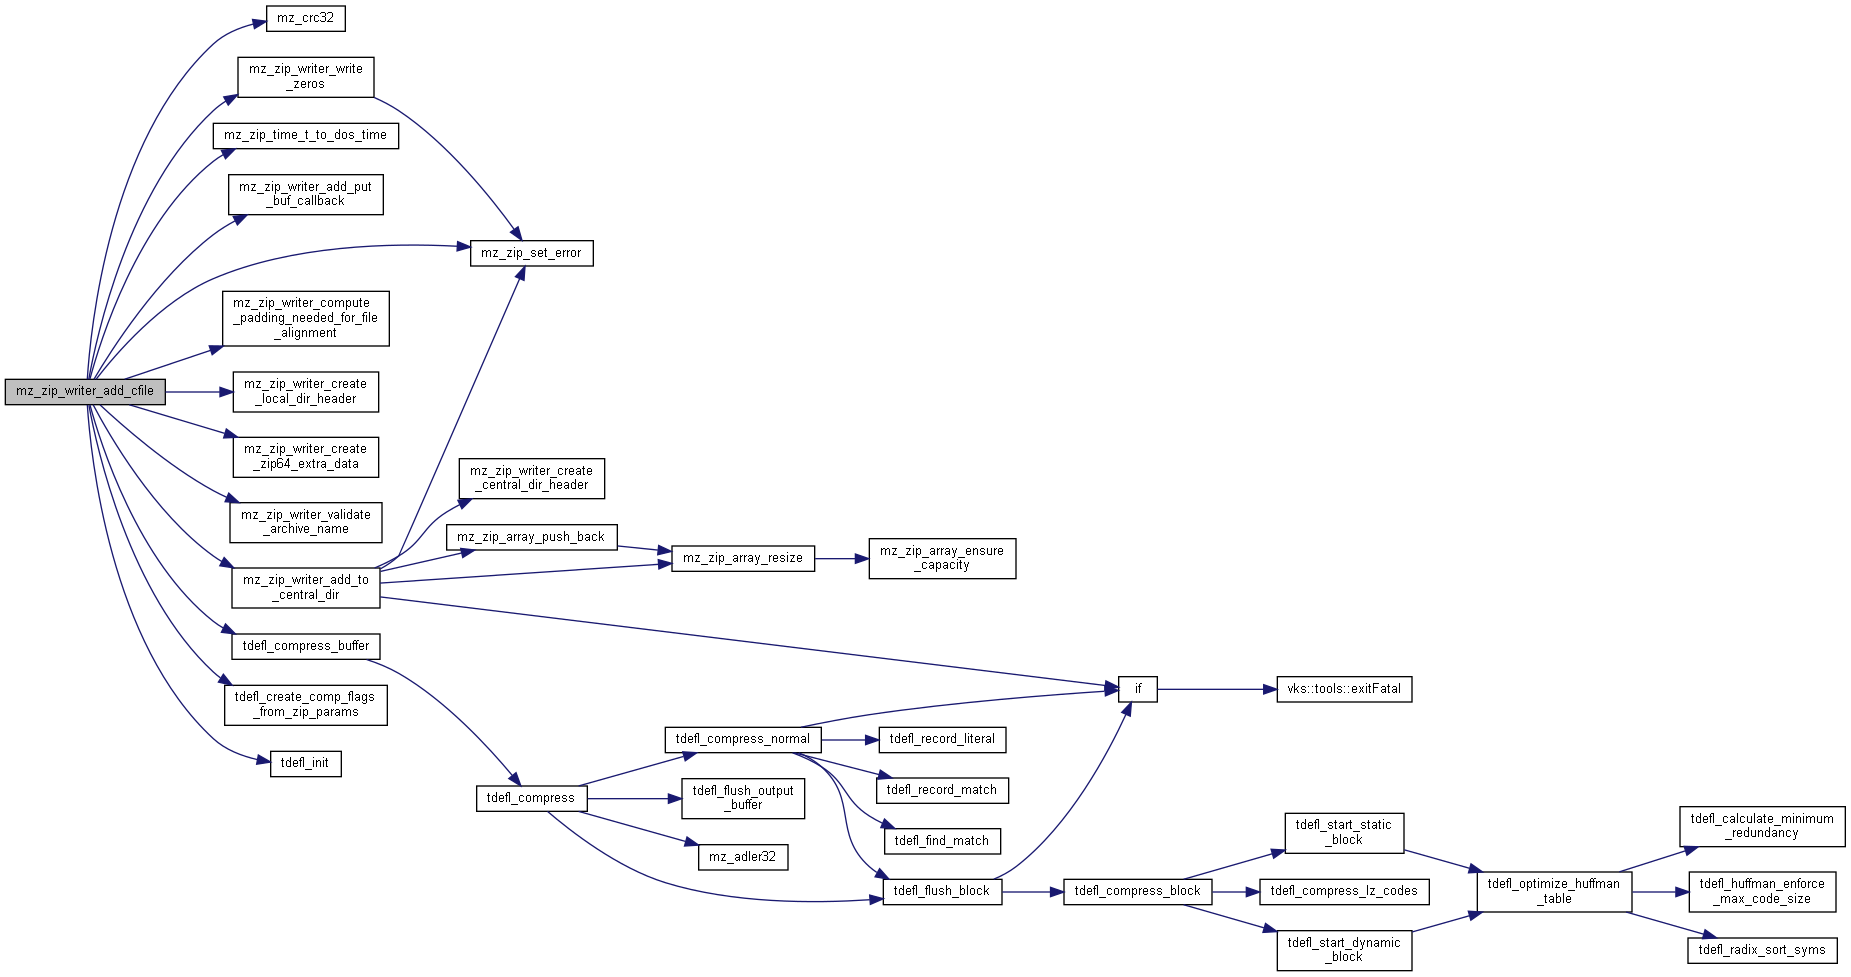 mz_crc32
mz_zip_writer_write
_zeros
mz_zip_time_t_to_dos_time
mz_zip_writer_add_put
_buf_callback
mz_zip_set_error
mz_zip_writer_compute
_padding_needed_for_file
_alignment
mz_zip_writer_add_cfile
mz_zip_writer_create
_local_dir_header
mz_zip_writer_create
_zip64_extra_data
mz_zip_writer_create
_central_dir_header
mz_zip_writer_validate
_archive_name
mz_zip_array_push_back
mz_zip_array_resize
mz_zip_array_ensure
_capacity
mz_zip_writer_add_to
_central_dir
tdefl_compress_buffer
tdefl_create_comp_flags
_from_zip_params
if
vks::tools::exitFatal
tdefl_init
tdefl_compress_normal
tdefl_record_literal
tdefl_compress
tdefl_flush_output
_buffer
tdefl_record_match
tdefl_find_match
mz_adler32
tdefl_flush_block
tdefl_compress_block
tdefl_start_static
_block
tdefl_compress_lz_codes
tdefl_start_dynamic
_block
tdefl_optimize_huffman
_table
tdefl_calculate_minimum
_redundancy
tdefl_huffman_enforce
_max_code_size
tdefl_radix_sort_syms